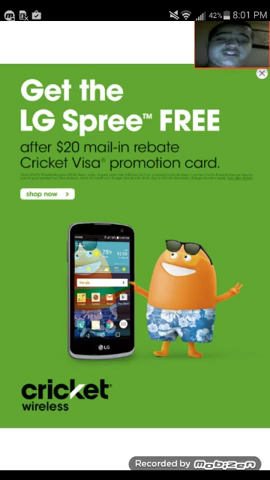 42% 8:01 PM
Get the
LG Spree™ FREE
after $20 mail-in rebate
Cricket Visa® promotion card.
shop now
LG
cricket
wireless
Recorded by mobizen